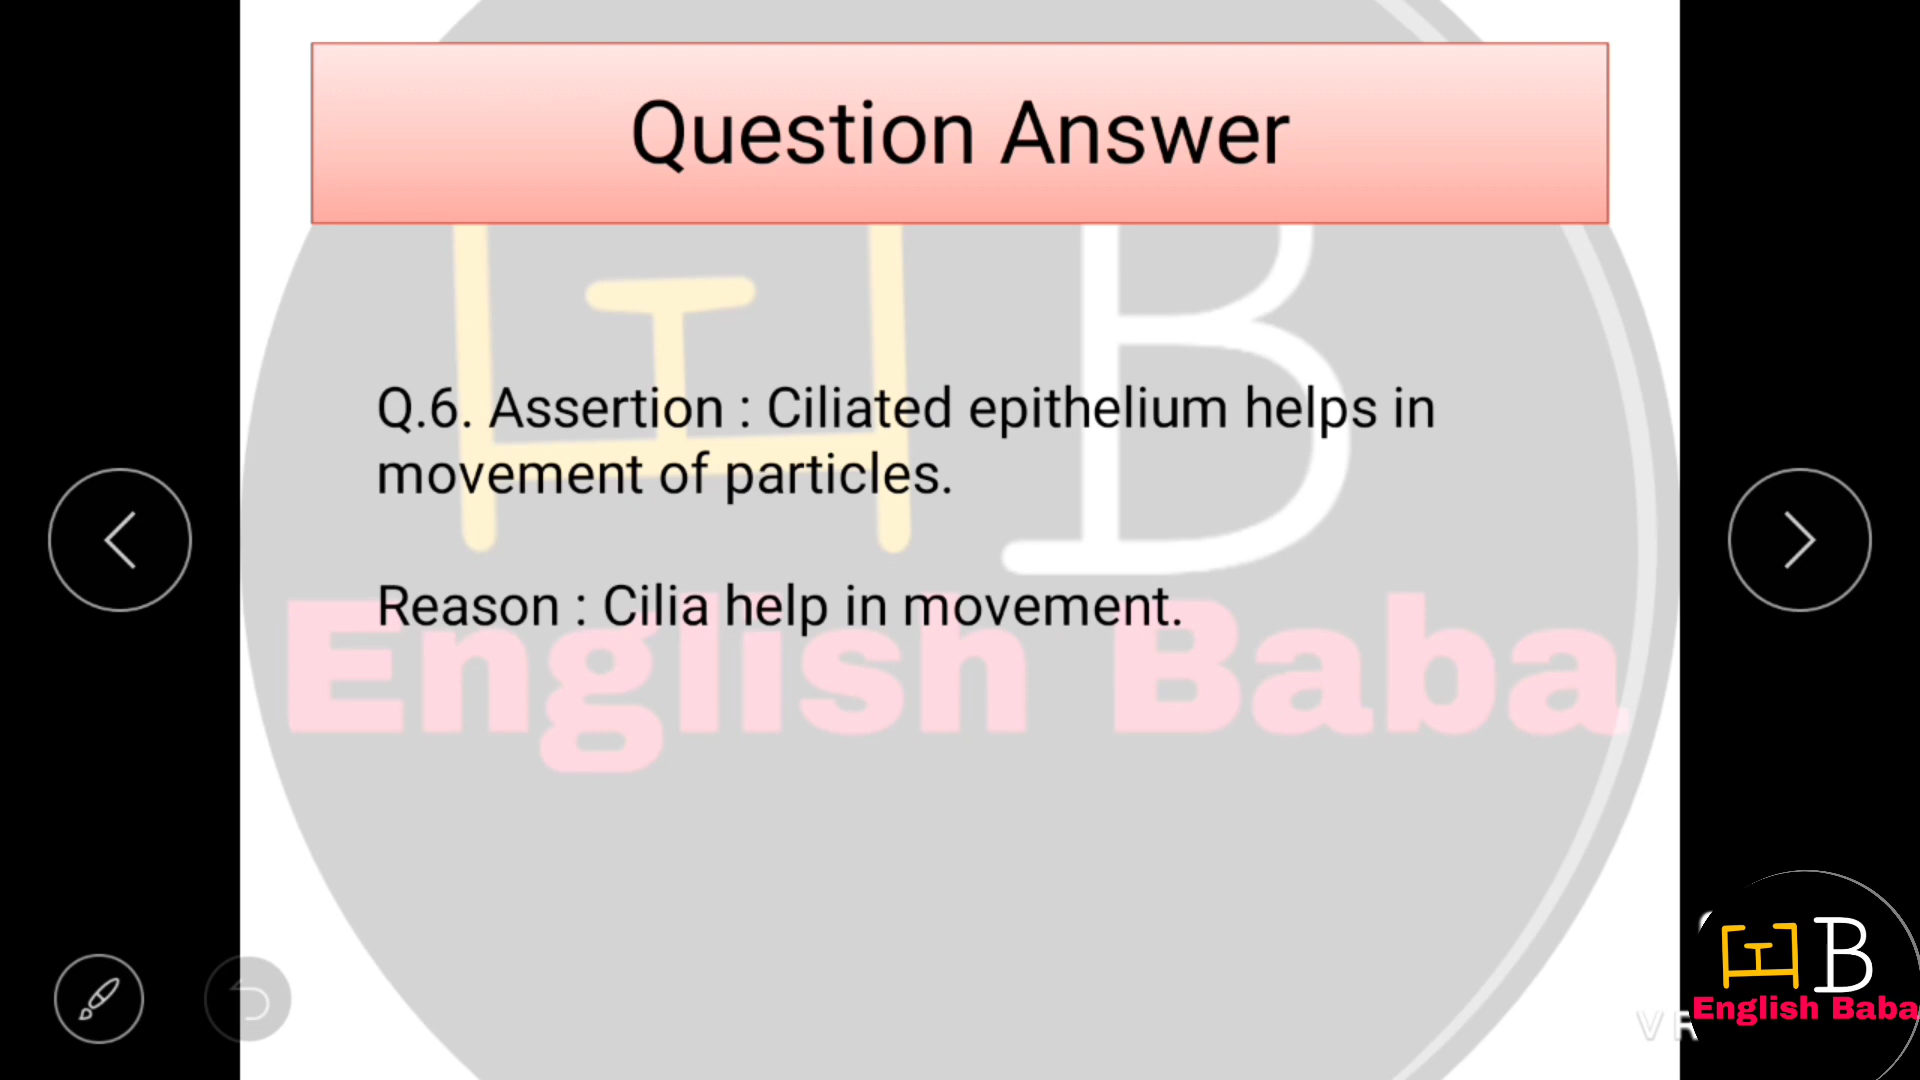 Question Answer
Q.6. Assertion : Ciliated epithelium helps in
movement of particles.
Reason : Cilia help in movement.
English Baba
B
VR
B
English Baba